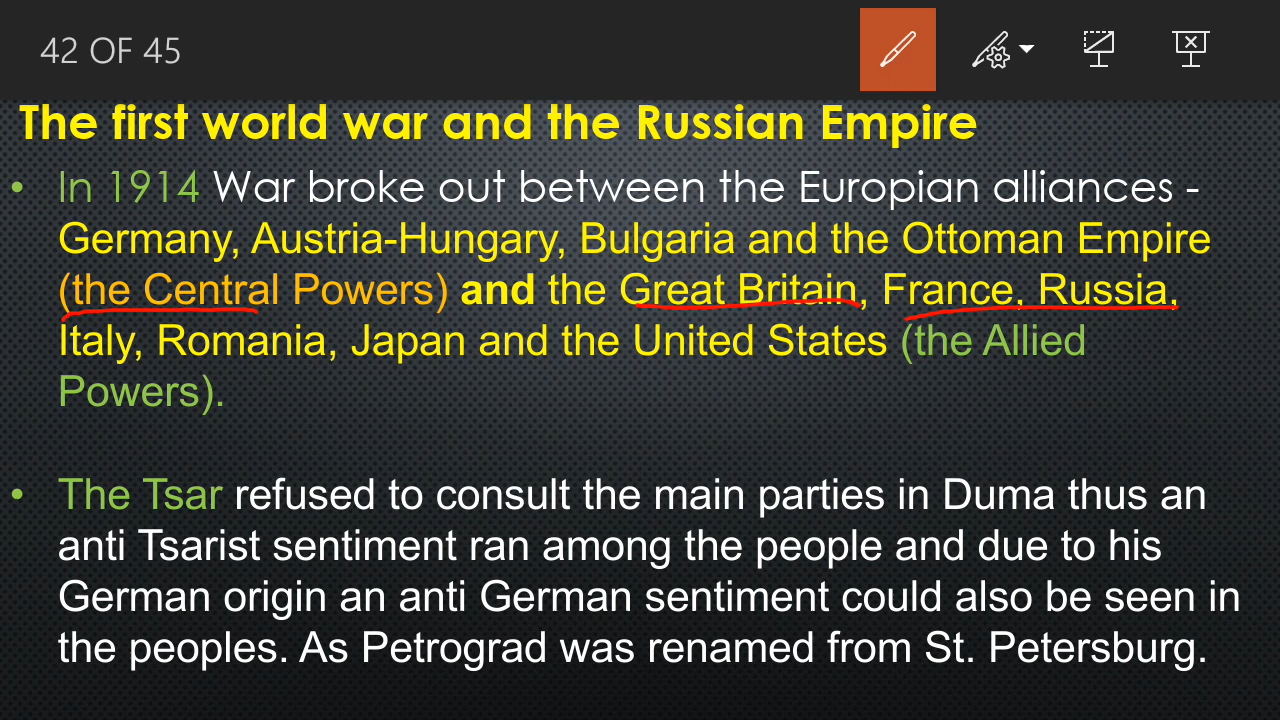 42 OF 45
The first world war and the Russian Empire
• In 1914 War broke out between the Europian alliances -
Germany, Austria-Hungary, Bulgaria and the Ottoman Empire
(the Central Powers) and the Great Britain, France, Russia,
Italy, Romania, Japan and the United States (the Allied
Powers).
• The Tsar refused to consult the main parties in Duma thus an
anti Tsarist sentiment ran among the people and due to his
German origin an anti German sentiment could also be seen in
the peoples. As Petrograd was renamed from St. Petersburg.